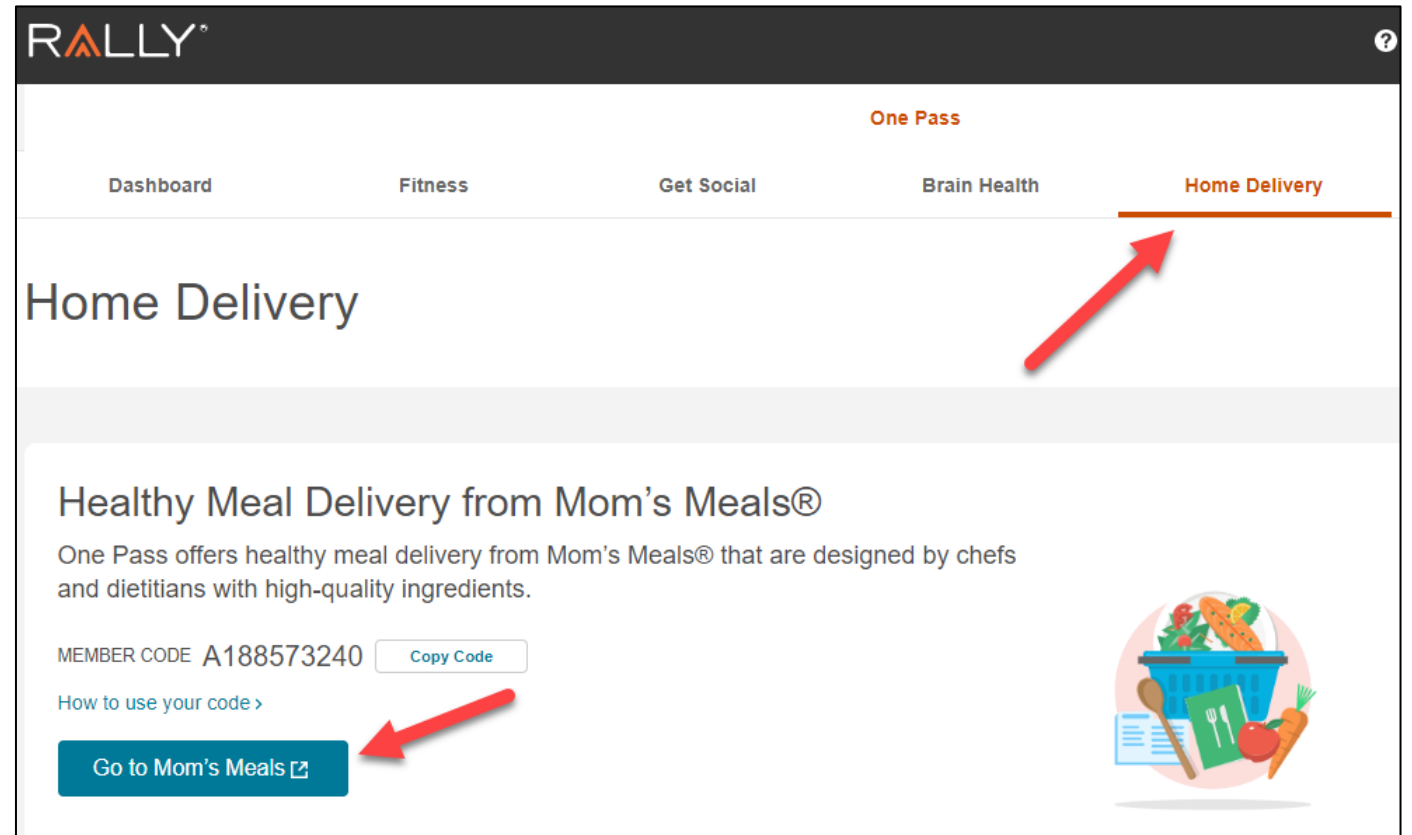 RALLY®
?
One Pass
Dashboard Fitness Get Social Brain Health Home Delivery
Home Delivery
Healthy Meal Delivery from Mom's Meals®
One Pass offers healthy meal delivery from Mom's Meals® that are designed by chefs
and dietitians with high-quality ingredients.
MEMBER CODE A188573240 Copy Code
How to use your code >
Go to Mom's Meals